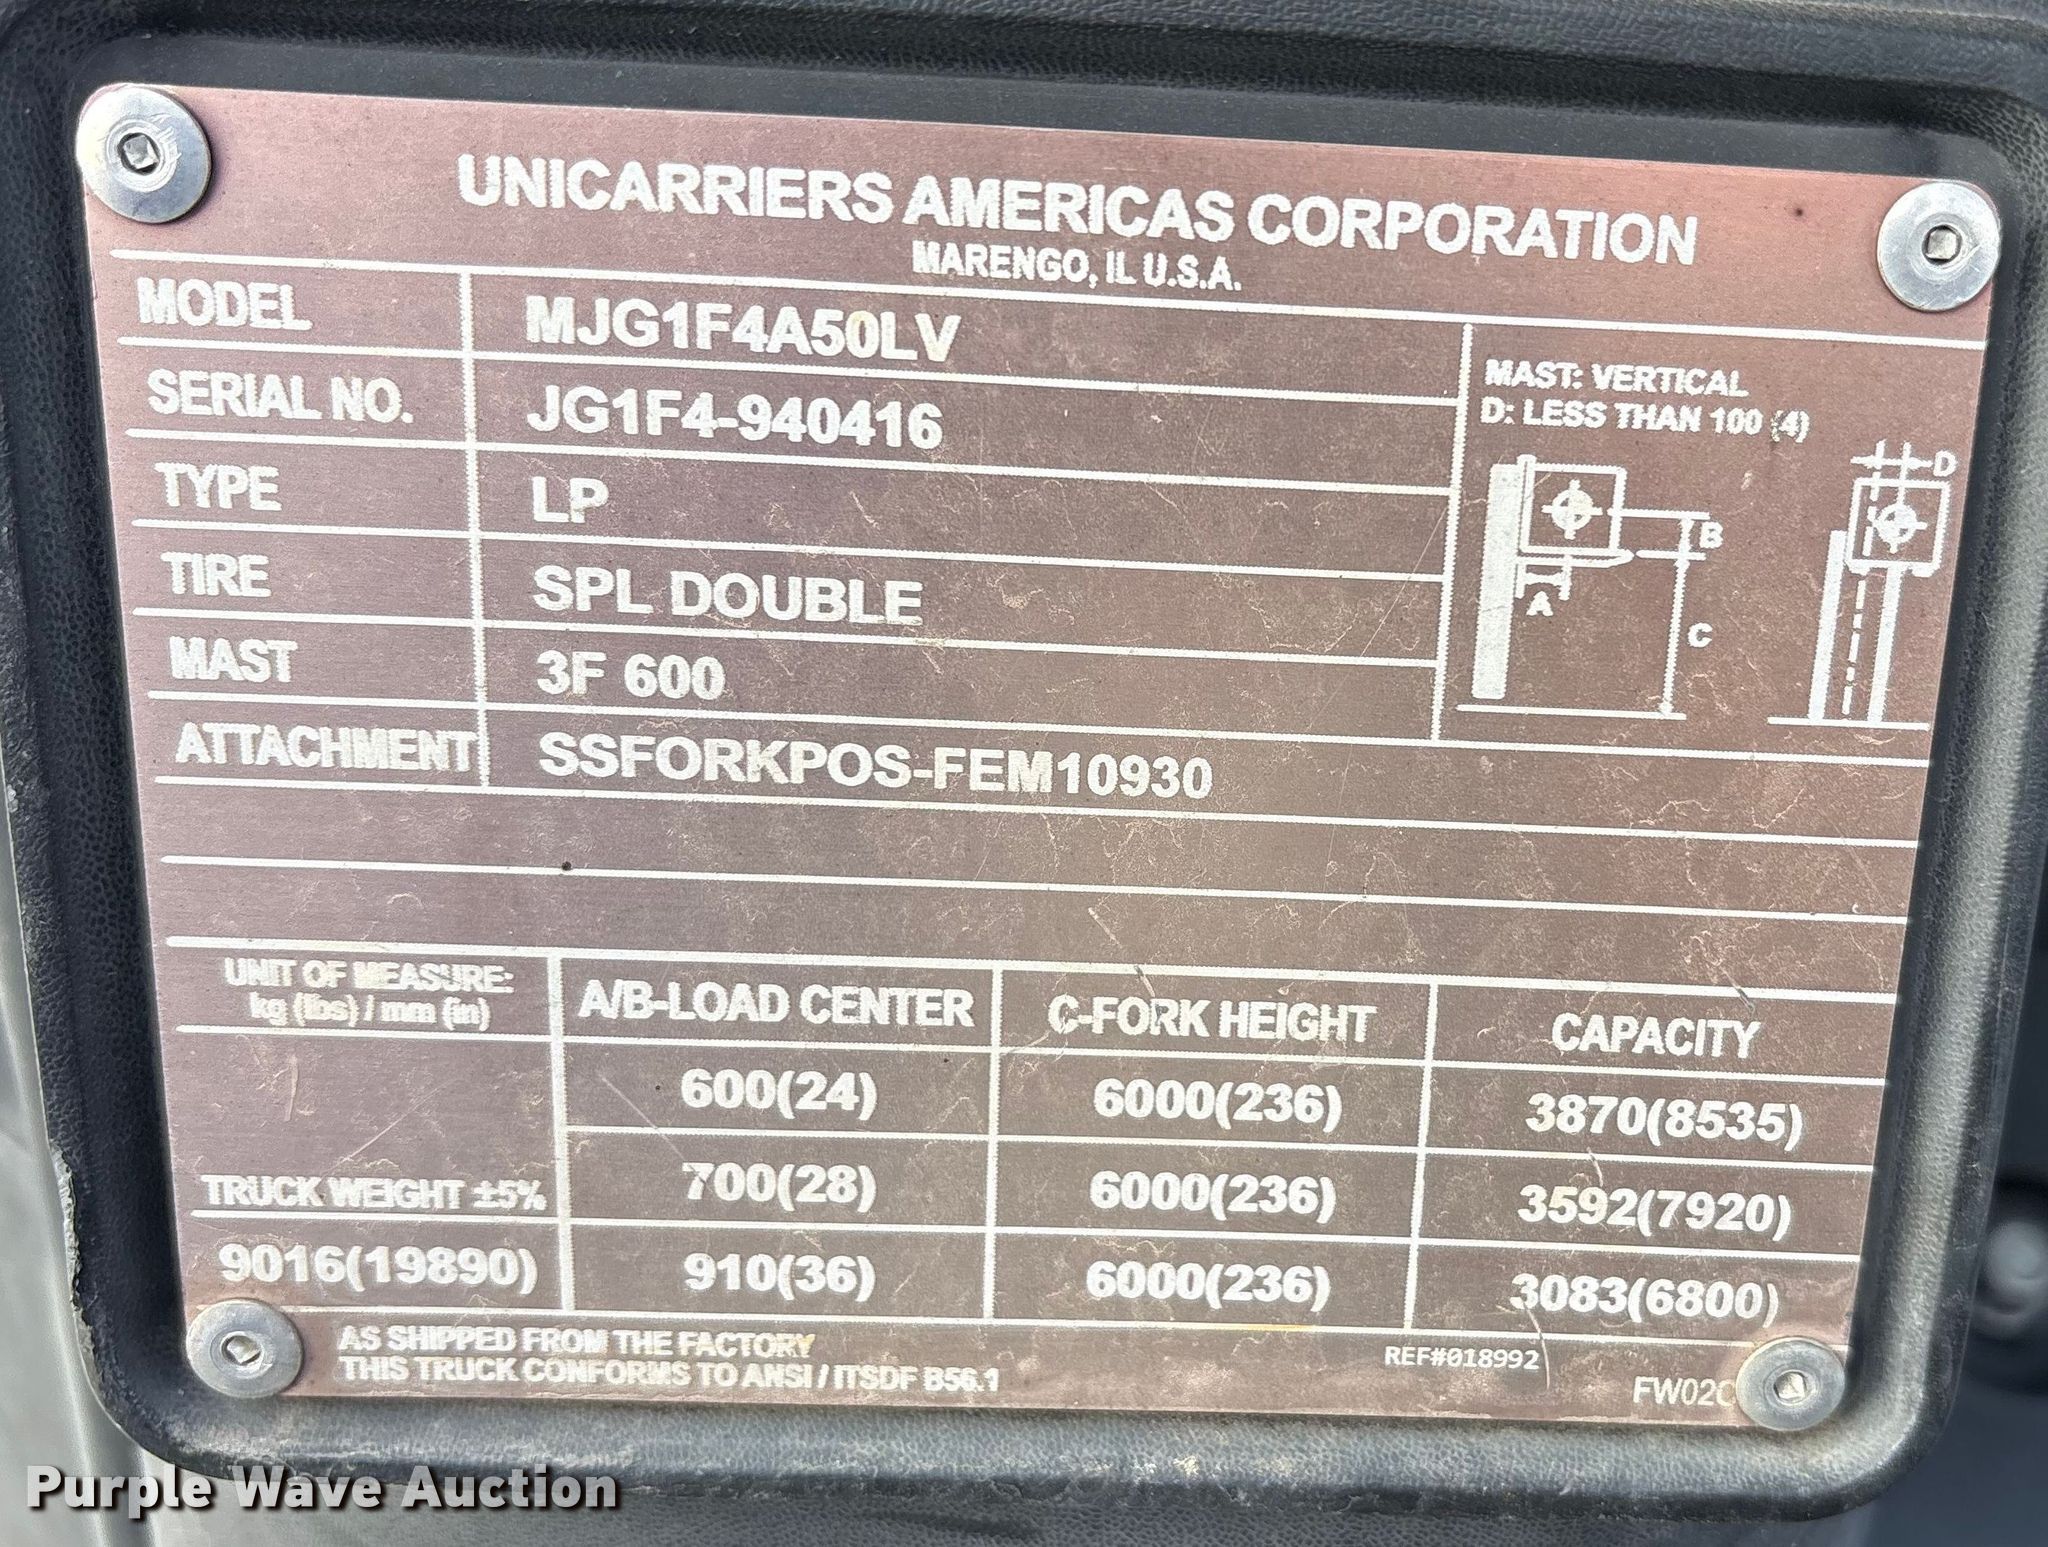 UNICARRIERS AMERICAS CORPORATION
MARENGO, IL U.S.A.
MODEL MJG1F4A50LV
SERIAL NO. JG1F4-940416
TYPE LP
TIRE SPL DOUBLE
MAST 3F 600
ATTACHMENT SSFORKPOS-FEM10930
MAST: VERTICAL
D: LESS THAN 100 (4)
D
B
A
C
UNIT OF MEASURE:
kg (lbs) / mm (in)
A/B-LOAD CENTER C-FORK HEIGHT CAPACITY
600(24) 6000(236) 3870(8535)
700(28) 6000(236) 3592(7920)
910(36) 6000(236) 3083(6800)
TRUCK WEIGHT ±5%
9016(19890)
AS SHIPPED FROM THE FACTORY
THIS TRUCK CONFORMS TO ANSI / ITSDF B56.1
REF#018992
Purple Wave Auction